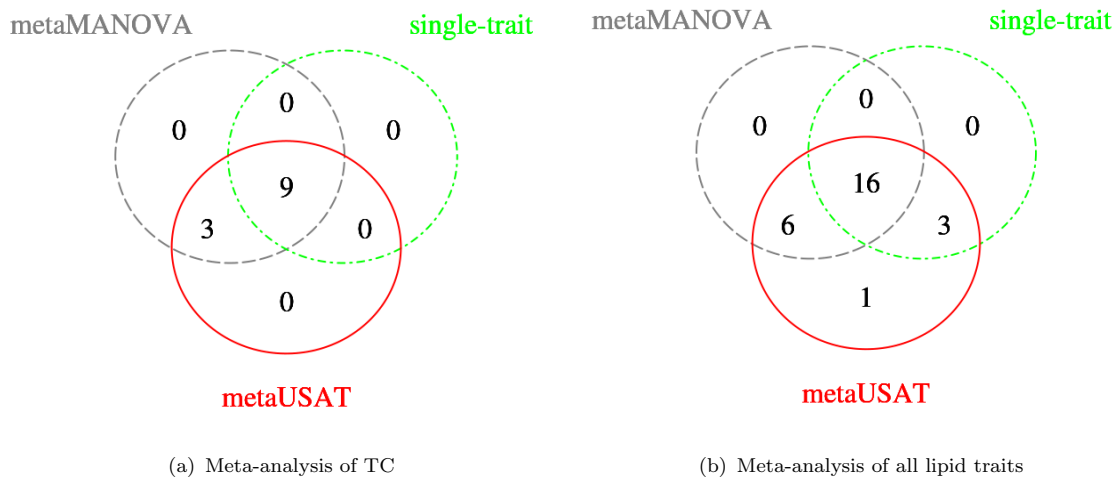 metaMANOVA
single-trait
0
0
0
9
3
0
0
metaUSAT
(a) Meta-analysis of TC
metaMANOVA
single-trait
0
0
0
16
6
3
1
metaUSAT
(b) Meta-analysis of all lipid traits